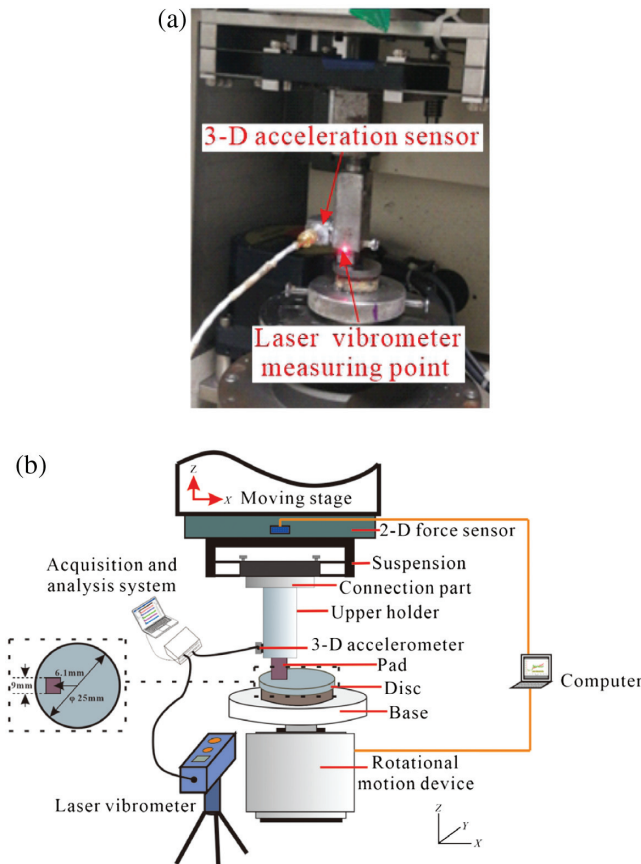 (a)
3-D acceleration sensor
Laser vibrometer
measuring point
(b)
Z
X
Moving stage
2-D force sensor
Acquisition and
analysis system
Suspension
Connection part
Upper holder
3-D accelerometer
Pad
6.1mm
9mm
φ 25mm
Disc
Computer
Base
Rotational
motion device
Laser vibrometer
Z
Y
X